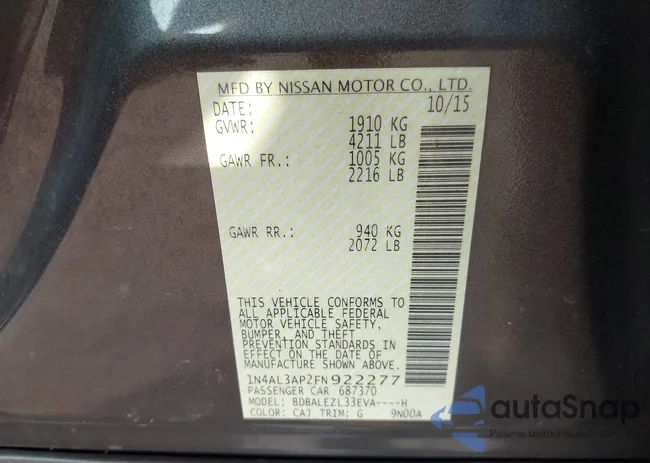 MFD BY NISSAN MOTOR CO., LTD.
DATE: 10/15
GVWR: 1910 KG
4211 LB
GAWR FR.: 1005 KG
2216 LB
GAWR RR.: 940 KG
2072 LB
THIS VEHICLE CONFORMS TO
ALL APPLICABLE FEDERAL
MOTOR VEHICLE SAFETY,
BUMPER, AND THEFT
PREVENTION STANDARDS IN
EFFECT ON THE DATE OF
MANUFACTURE SHOWN ABOVE.
1N4AL3AP2FN922277
PASSENGER CAR 687370
MODEL: BDBALEZL33EVA----H
COLOR: CAJ TRIM: G 9N00A
autoSnap